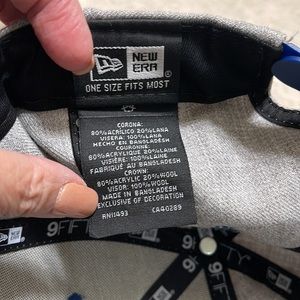 NEW ERA
ONE SIZE FITS MOST
CORONA:
80%ACRILICO 20%LANA
VISERA: 100%LANA
HECHO EN BANGLADESH
COURONNE:
80%ACRYLIQUE 20%LAINE
VISIÈRE: 100%LAINE
FABRIQUÉ AU BANGLADESH
CROWN:
80%ACRYLIC 20%WOOL
VISOR: 100%WOOL
MADE IN BANGLADESH
EXCLUSIVE OF DECORATION
RN11493 CA40289
9FIFTY